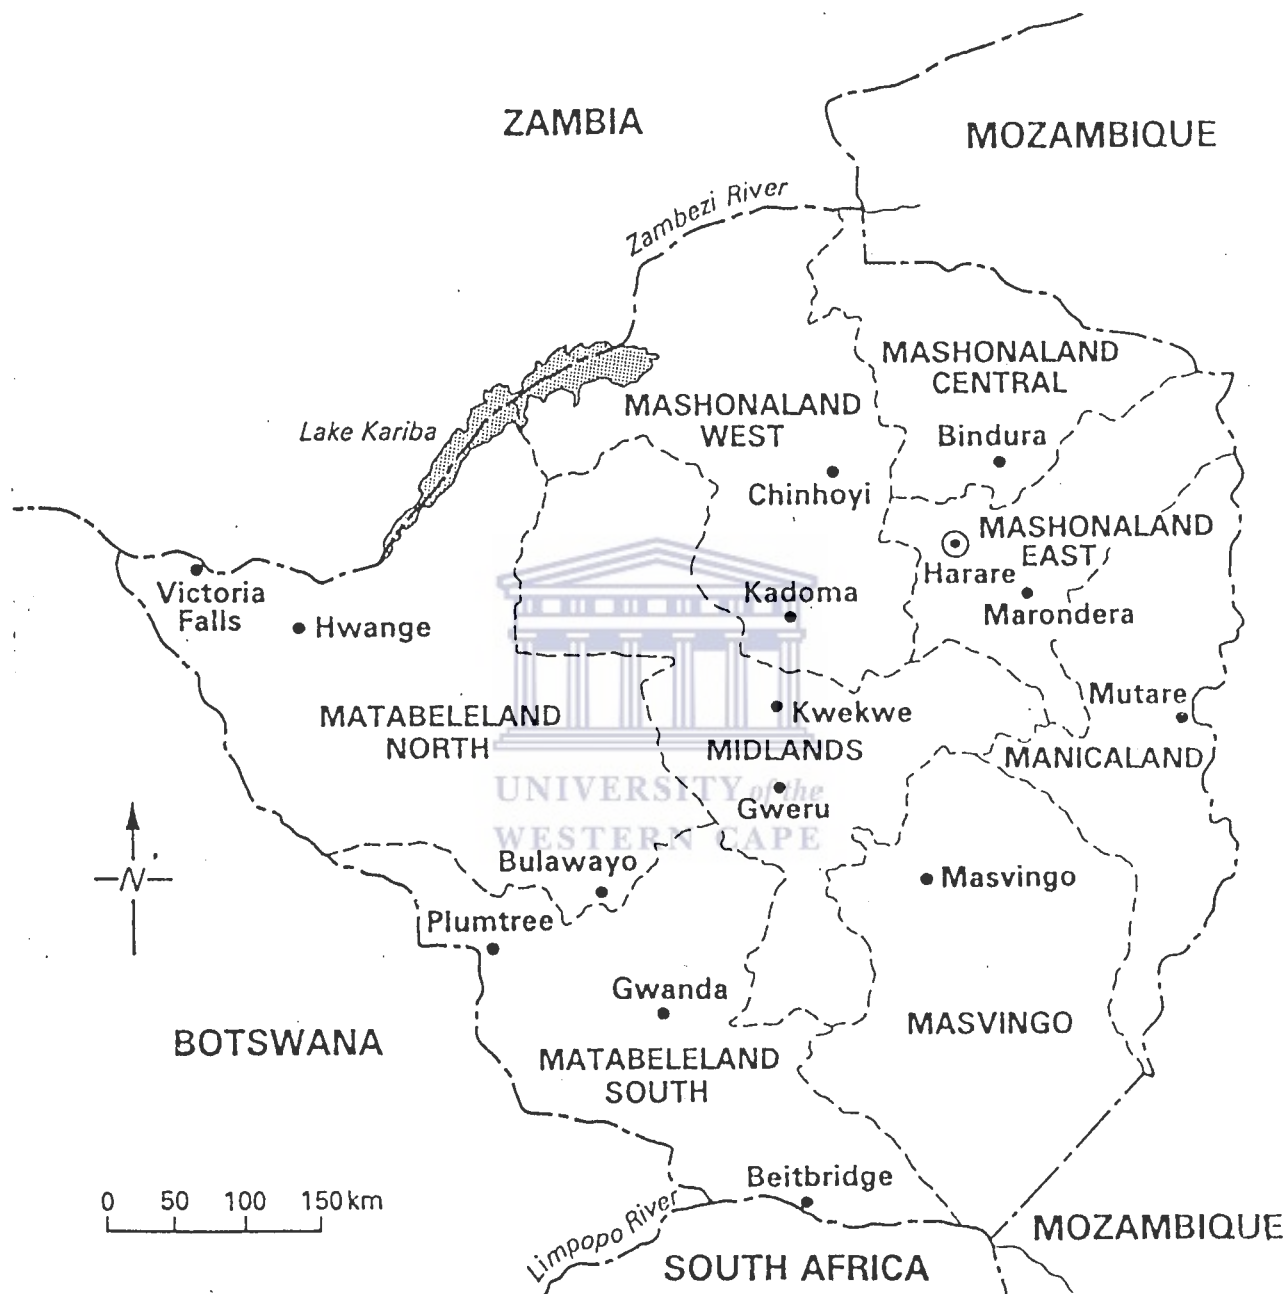 ZAMBIA
MOZAMBIQUE
Zambezi River
MASHONALAND
CENTRAL
MASHONALAND
WEST
Lake Kariba
Bindura
Chinhoyi
MASHONALAND
EAST
Harare
Marondera
Victoria
Falls
Hwange
Kadoma
Mutare
Kwekwe
MATABELELAND
NORTH
MIDLANDS
MANICALAND
UNIVERSITY of the
WESTERN CAPE
Gweru
Bulawayo
Masvingo
N
Plumtree
Gwanda
MASVINGO
BOTSWANA
MATABELELAND
SOUTH
Beitbridge
0 50 100 150 km
Limpopo River
MOZAMBIQUE
SOUTH AFRICA